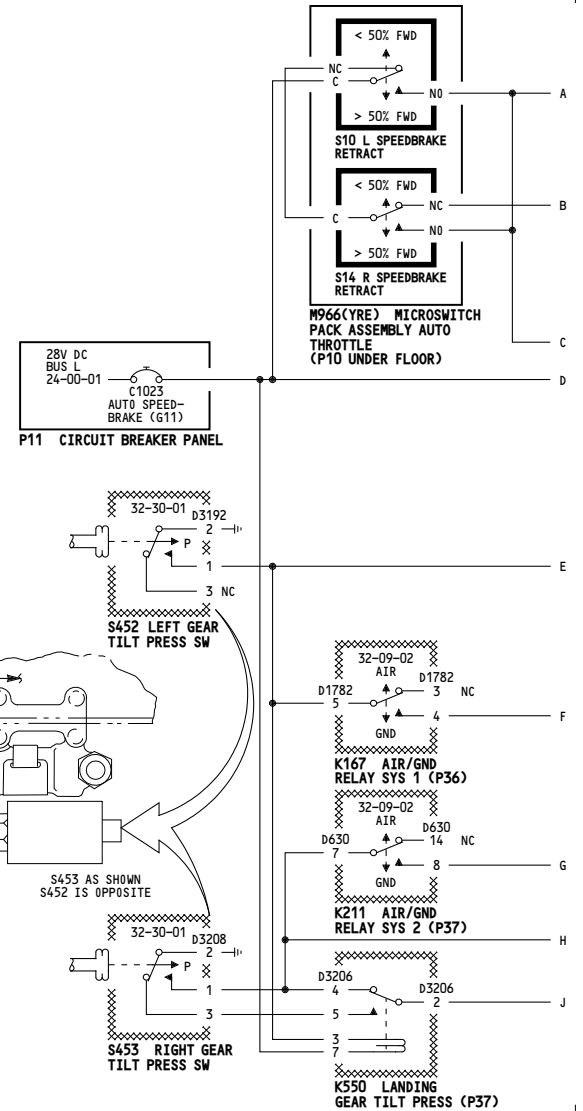 < 50% FWD
NC
C
NO
A
> 50% FWD
S10 L SPEEDBRAKE
RETRACT
< 50% FWD
NC
B
C
NO
> 50% FWD
S14 R SPEEDBRAKE
RETRACT
M966(YRE) MICROSWITCH
PACK ASSEMBLY AUTO
THROTTLE
(P10 UNDER FLOOR)
C
28V DC
BUS L
24-00-01
C1023
AUTO SPEED-
BRAKE (G11)
D
P11 CIRCUIT BREAKER PANEL
32-30-01
D3192
2
P
1
E
3 NC
S452 LEFT GEAR
TILT PRESS SW
32-09-02
AIR
D1782
3 NC
D1782
5
4
F
GND
K167 AIR/GND
RELAY SYS 1 (P36)
32-09-02
AIR
D630
14 NC
D630
7
8
G
GND
K211 AIR/GND
RELAY SYS 2 (P37)
S453 AS SHOWN
S452 IS OPPOSITE
32-30-01
D3208
2
H
P
1
3
S453 RIGHT GEAR
TILT PRESS SW
D3206
4
D3206
2
J
5
3
7
K550 LANDING
GEAR TILT PRESS (P37)